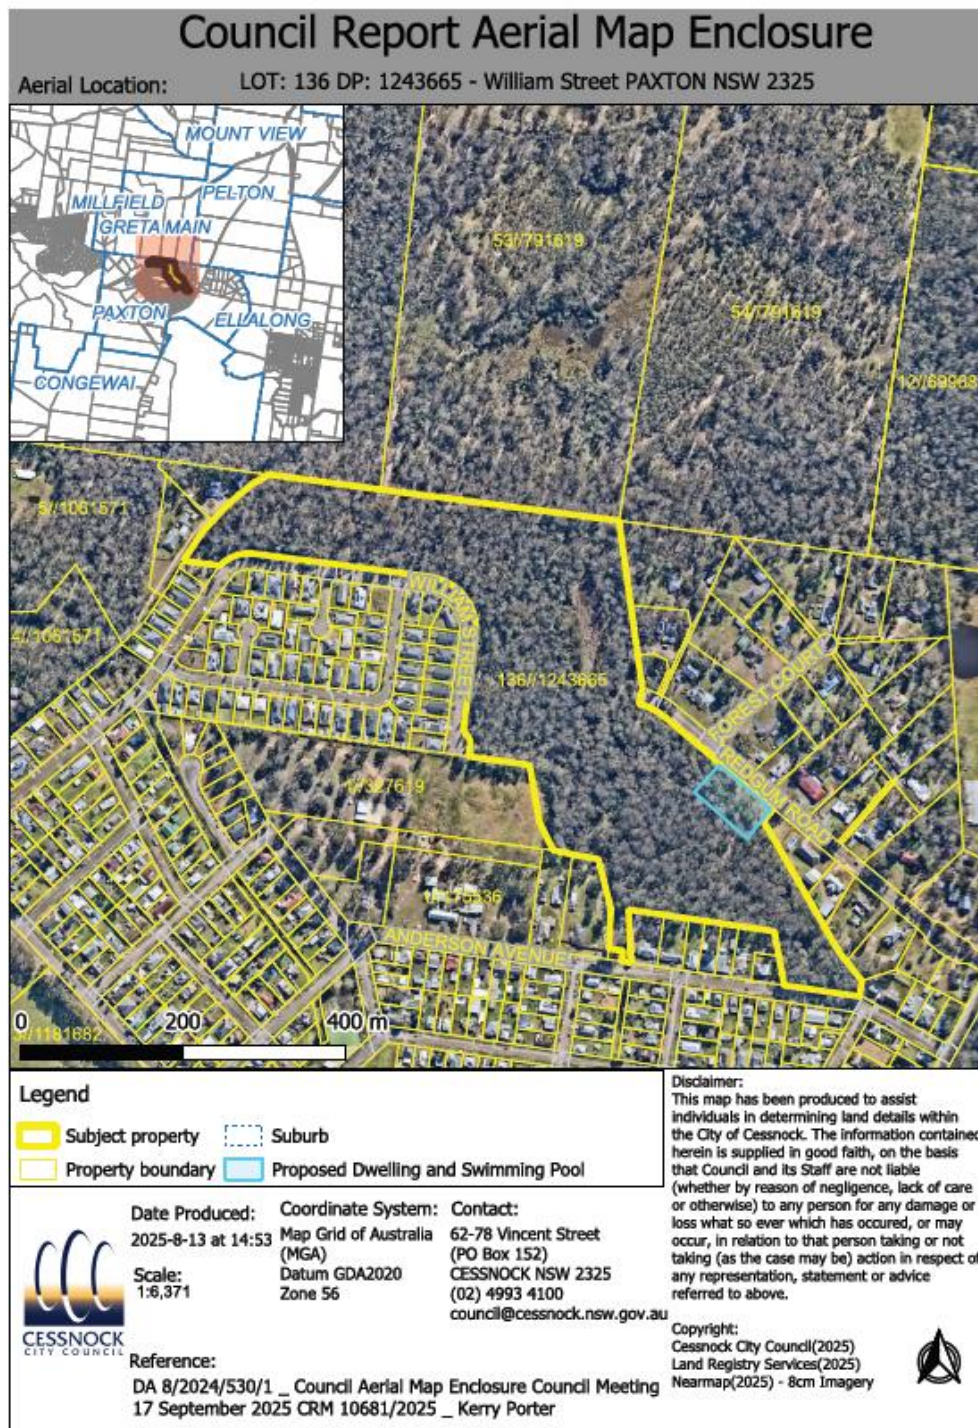 Council Report Aerial Map Enclosure
Aerial Location: LOT: 136 DP: 1243665 - William Street PAXTON NSW 2325
MOUNT VIEW
PELTON
MILLFIELD
GRETA MAIN
PAXTON
ELLALONG
CONGEWAI
53//791619
54//791619
12//69968
5//1061571
WILLIAM STREET
4//1061571
136//1243665
FOREST COURT
REDGUM ROAD
ANDERSON AVENUE
0 200 400 m
3//1181682
Legend
Subject property
Suburb
Property boundary
Proposed Dwelling and Swimming Pool
Date Produced:
2025-8-13 at 14:53
Scale:
1:6,371
Coordinate System:
Map Grid of Australia
(MGA)
Datum GDA2020
Zone 56
Contact:
62-78 Vincent Street
(PO Box 152)
CESSNOCK NSW 2325
(02) 4993 4100
council@cessnock.nsw.gov.au
CESSNOCK
CITY COUNCIL
Reference:
DA 8/2024/530/1 _ Council Aerial Map Enclosure Council Meeting
17 September 2025 CRM 10681/2025 _ Kerry Porter
Disclaimer:
This map has been produced to assist
individuals in determining land details within
the City of Cessnock. The information contained
herein is supplied in good faith, on the basis
that Council and its Staff are not liable
(whether by reason of negligence, lack of care
or otherwise) to any person for any damage or
loss what so ever which has occured, or may
occur, in relation to that person taking or not
taking (as the case may be) action in respect of
any representation, statement or advice
referred to above.
Copyright:
Cessnock City Council(2025)
Land Registry Services(2025)
Nearmap(2025) - 8cm Imagery